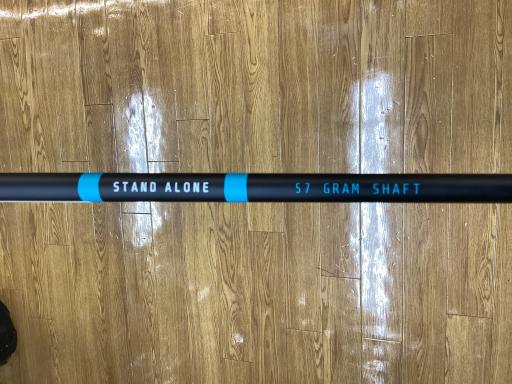 STAND ALONE 57 GRAM SHAFT